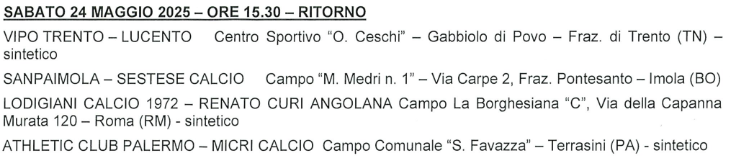 SABATO 24 MAGGIO 2025 – ORE 15.30 – RITORNO
VIPO TRENTO – LUCENTO Centro Sportivo "O. Ceschi" – Gabbiolo di Povo – Fraz. di Trento (TN) –
sintetico
SANPAIMOLA – SESTESE CALCIO Campo "M. Medri n. 1" – Via Carpe 2, Fraz. Pontesanto – Imola (BO)
LODIGIANI CALCIO 1972 – RENATO CURI ANGOLANA Campo La Borghesiana "C", Via della Capanna
Murata 120 – Roma (RM) - sintetico
ATHLETIC CLUB PALERMO – MICRI CALCIO Campo Comunale "S. Favazza" – Terrasini (PA) - sintetico